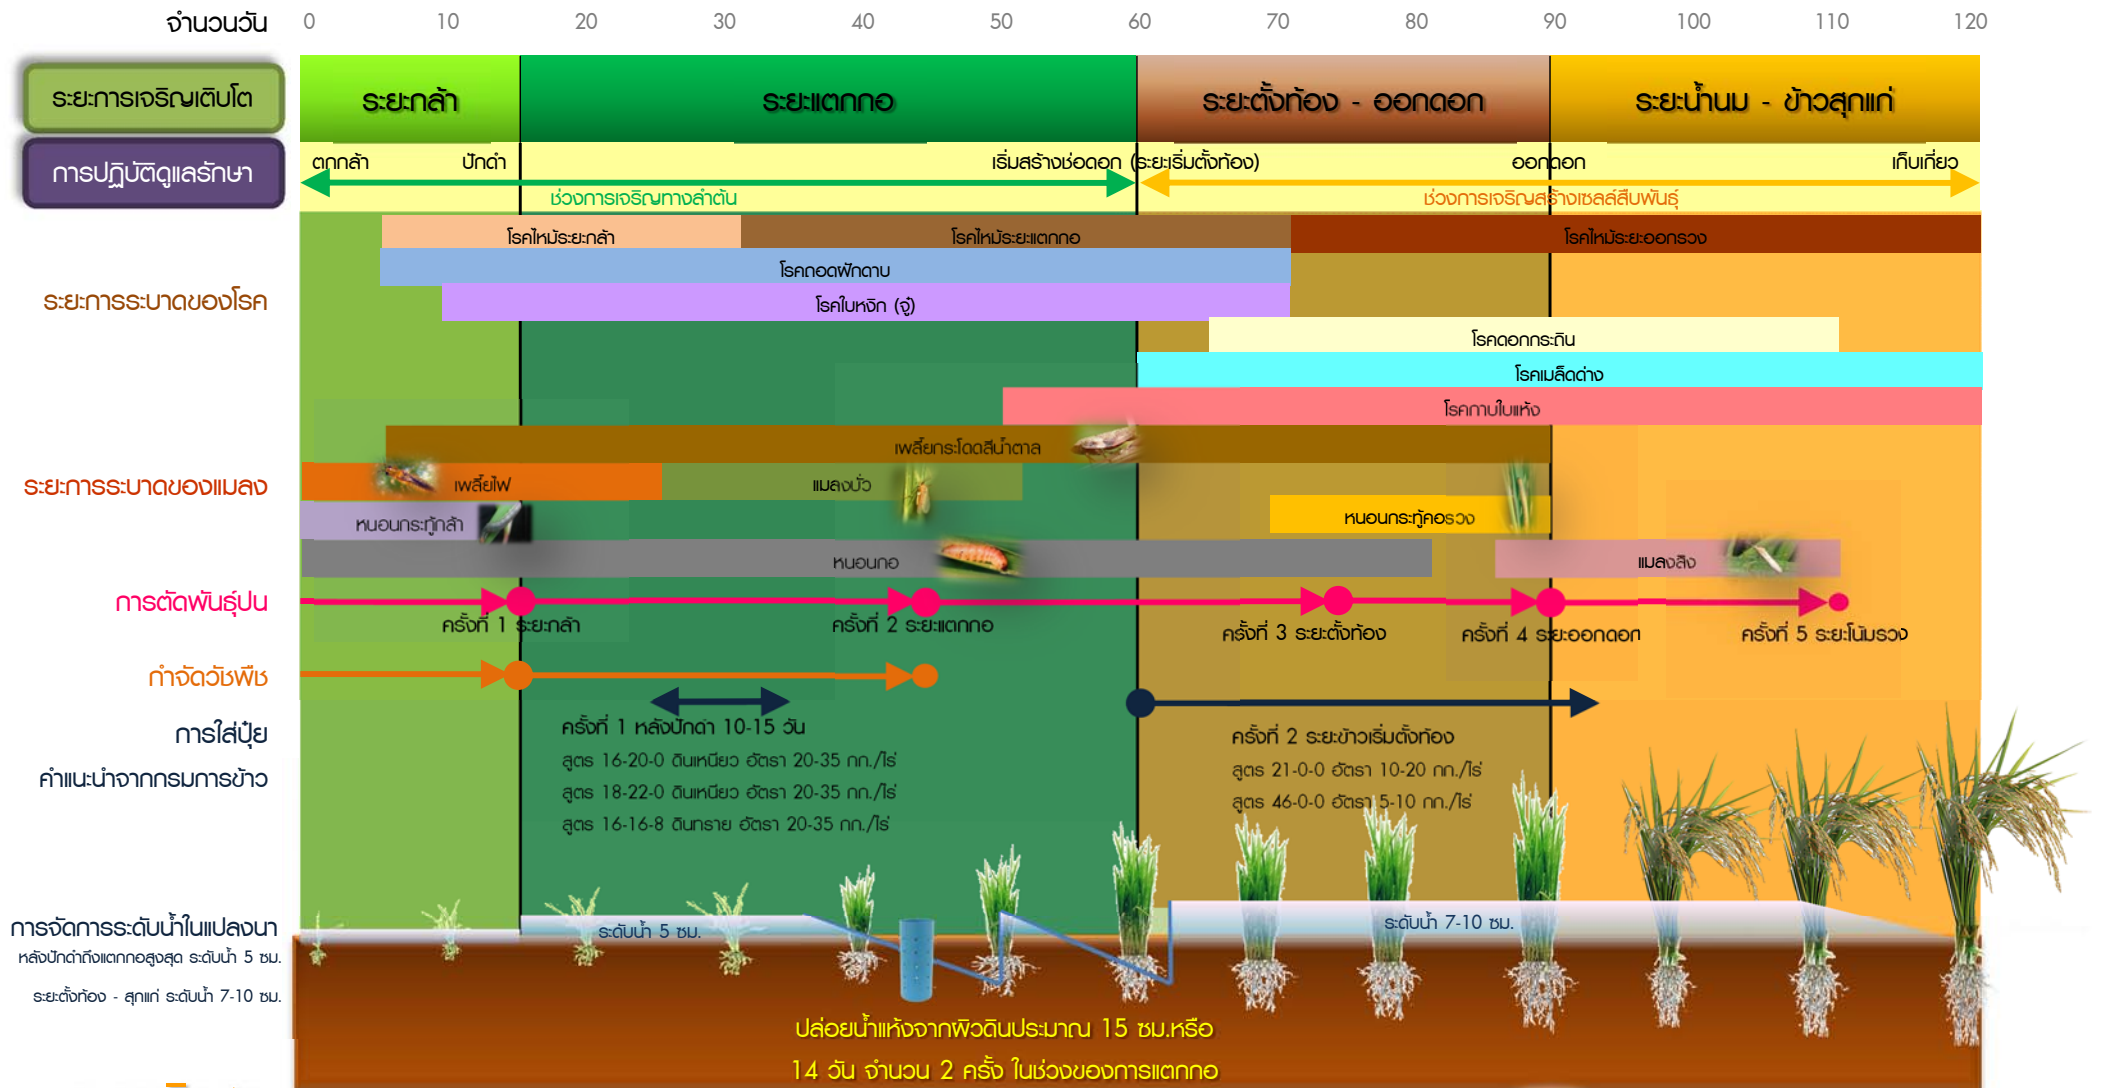 จำนวนวัน 0 10 20 30 40 50 60 70 80 90 100 110 120
ระยะการเจริญเติบโต ระยะกล้า ระยะแตกกอ ระยะตั้งท้อง - ออกดอก ระยะน้ำนม - ข้าวสุกแก่
การปฏิบัติดูแลรักษา ตกกล้า ปักดำ เริ่มสร้างช่อดอก (ระยะเริ่มตั้งท้อง) ออกดอก เก็บเกี่ยว
ช่วงการเจริญทางลำต้น ช่วงการเจริญสร้างเซลล์สืบพันธุ์
โรคไหม้ระยะกล้า โรคไหม้ระยะแตกกอ โรคไหม้ระยะออกรวง
โรคถอดฝักดาบ
ระยะการระบาดของโรค โรคใบหงิก (จู๋)
โรคดอกกระถิน
โรคเมล็ดด่าง
โรคกาบใบแห้ง
เพลี้ยกระโดดสีน้ำตาล
ระยะการระบาดของแมลง เพลี้ยไฟ แมลงบั่ว
หนอนกระทู้กล้า หนอนกระทู้คอรวง
หนอนกอ แมลงสิง
การตัดพันธุ์ปน
ครั้งที่ 1 ระยะกล้า ครั้งที่ 2 ระยะแตกกอ ครั้งที่ 3 ระยะตั้งท้อง ครั้งที่ 4 ระยะออกดอก ครั้งที่ 5 ระยะโน้มรวง
กำจัดวัชพืช
การใส่ปุ๋ย
คำแนะนำจากกรมการข้าว
ครั้งที่ 1 หลังปักดำ 10-15 วัน
สูตร 16-20-0 ดินเหนียว อัตรา 20-35 กก./ไร่
สูตร 18-22-0 ดินเหนียว อัตรา 20-35 กก./ไร่
สูตร 16-16-8 ดินทราย อัตรา 20-35 กก./ไร่
ครั้งที่ 2 ระยะข้าวเริ่มตั้งท้อง
สูตร 21-0-0 อัตรา 10-20 กก./ไร่
สูตร 46-0-0 อัตรา 5-10 กก./ไร่
การจัดการระดับน้ำในแปลงนา
หลังปักดำถึงแตกกอสูงสุด ระดับน้ำ 5 ซม.
ระยะตั้งท้อง - สุกแก่ ระดับน้ำ 7-10 ซม.
ระดับน้ำ 5 ซม. ระดับน้ำ 7-10 ซม.
ปล่อยน้ำแห้งจากผิวดินประมาณ 15 ซม.หรือ
14 วัน จำนวน 2 ครั้ง ในช่วงของการแตกกอ